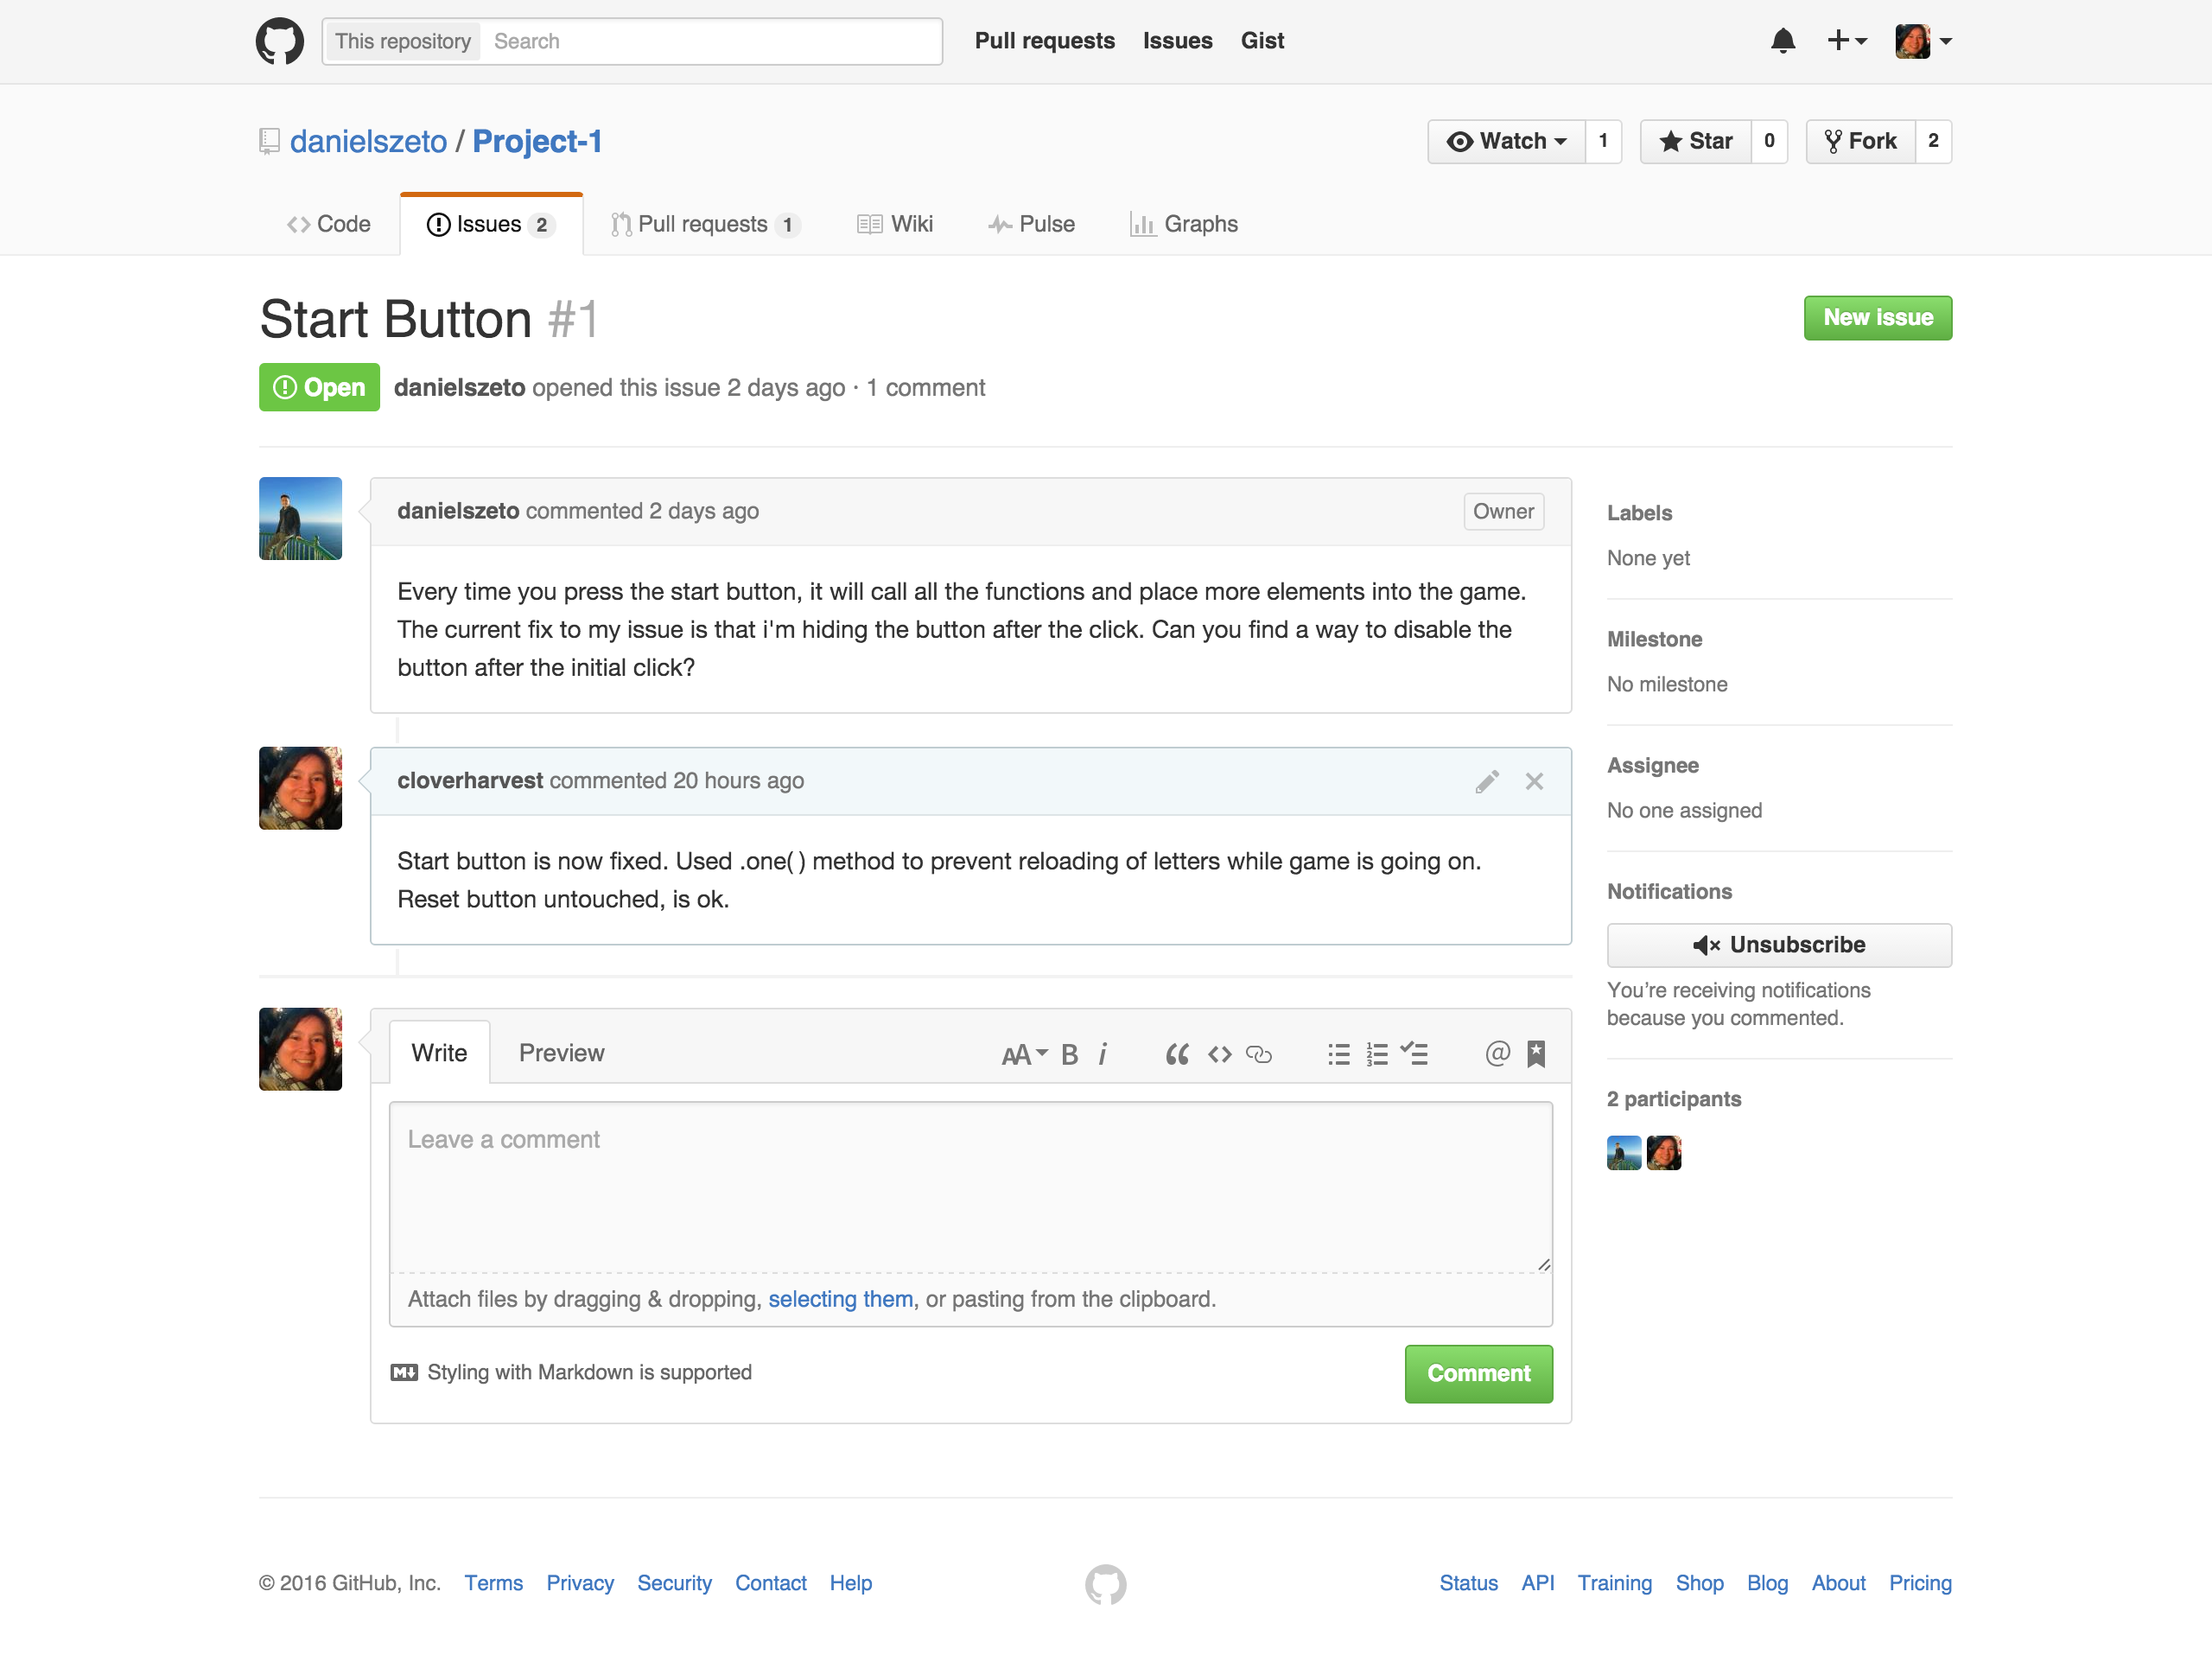 This repository Search Pull requests Issues Gist
danielszeto / Project-1 Watch 1 Star 0 Fork 2
Code Issues 2 Pull requests 1 Wiki Pulse Graphs
Start Button #1 New issue
Open danielszeto opened this issue 2 days ago · 1 comment
danielszeto commented 2 days ago Owner
Every time you press the start button, it will call all the functions and place more elements into the game.
The current fix to my issue is that i'm hiding the button after the click. Can you find a way to disable the
button after the initial click?
cloverharvest commented 20 hours ago
Start button is now fixed. Used .one( ) method to prevent reloading of letters while game is going on.
Reset button untouched, is ok.
Write Preview AA B i @
Leave a comment
Attach files by dragging & dropping, selecting them, or pasting from the clipboard.
Styling with Markdown is supported Comment
Labels
None yet
Milestone
No milestone
Assignee
No one assigned
Notifications
Unsubscribe
You’re receiving notifications
because you commented.
2 participants
© 2016 GitHub, Inc. Terms Privacy Security Contact Help Status API Training Shop Blog About Pricing